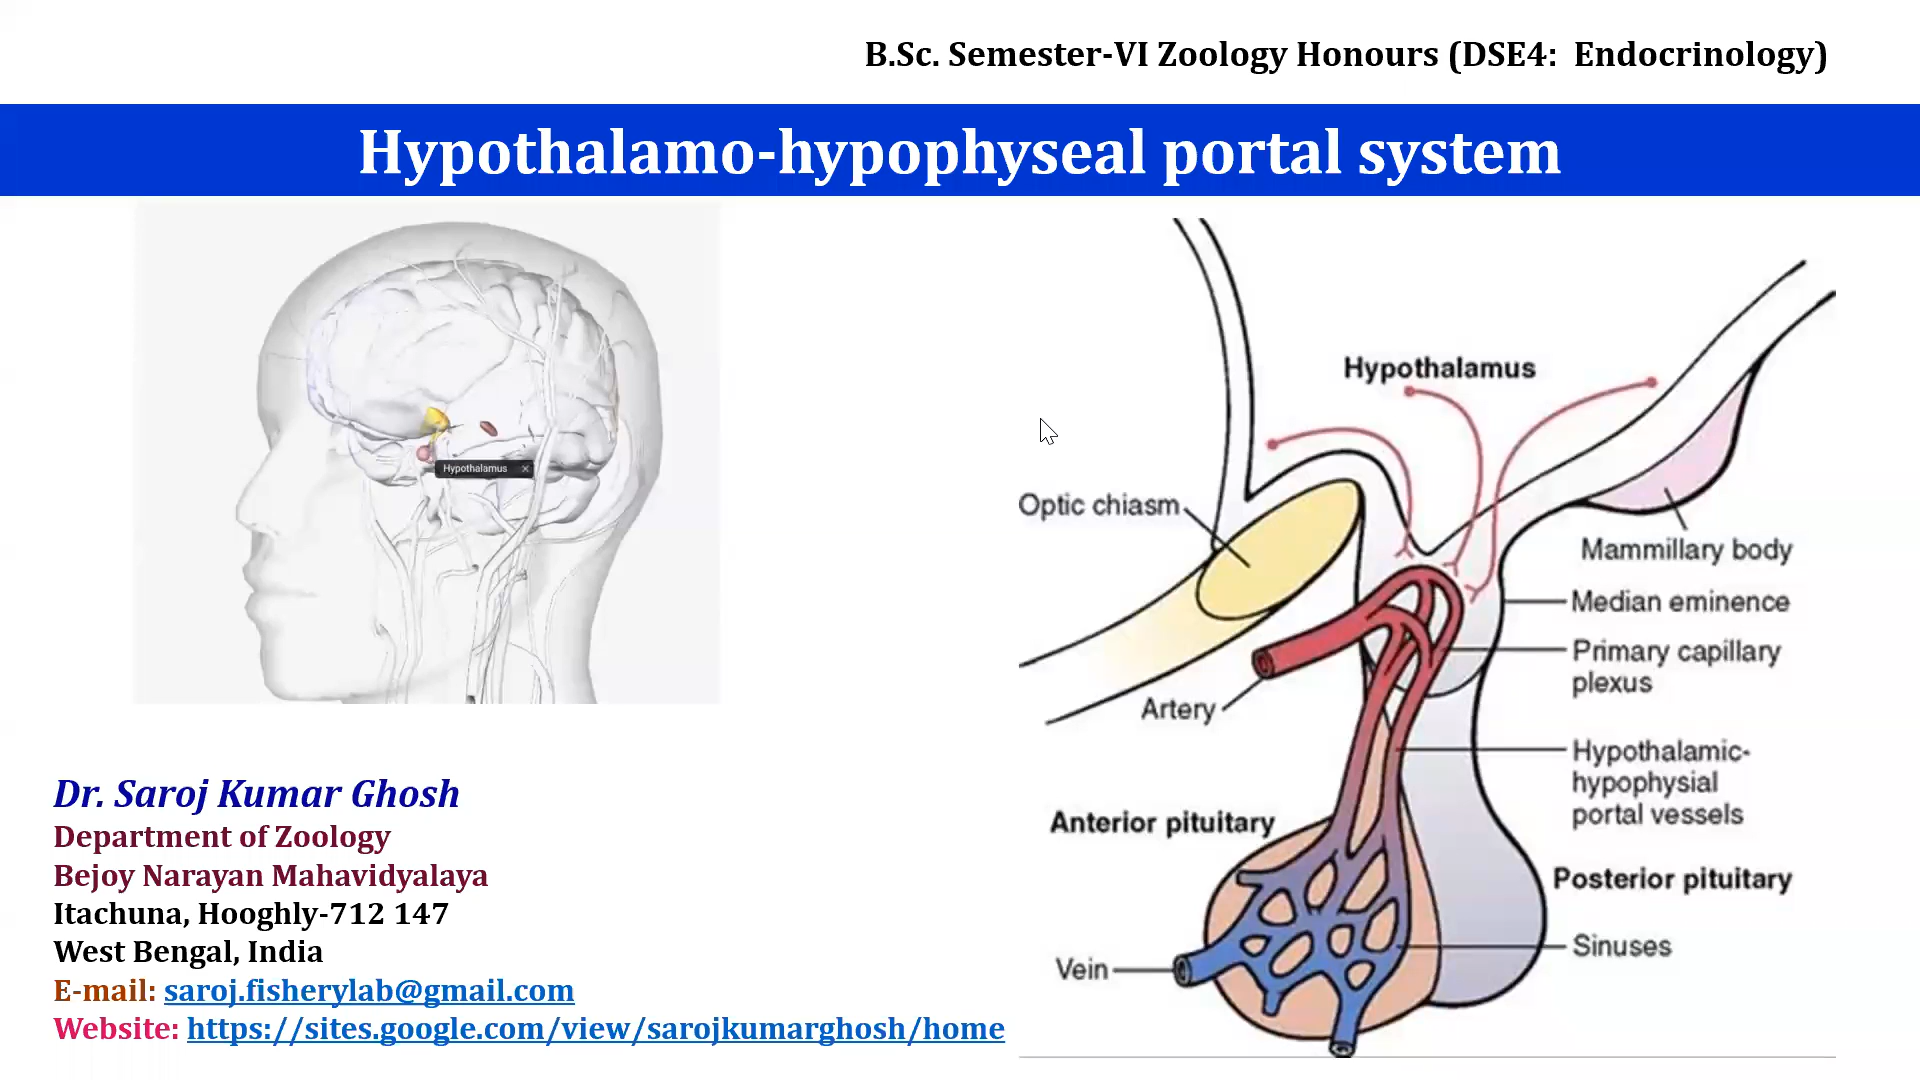 B.Sc. Semester-VI Zoology Honours (DSE4: Endocrinology)
Hypothalamo-hypophyseal portal system
Hypothalamus ×
Hypothalamus
Optic chiasm
Mammillary body
Median eminence
Primary capillary
plexus
Artery
Hypothalamic-
hypophysial
portal vessels
Anterior pituitary
Posterior pituitary
Sinuses
Vein
Dr. Saroj Kumar Ghosh
Department of Zoology
Bejoy Narayan Mahavidyalaya
Itachuna, Hooghly-712 147
West Bengal, India
E-mail: saroj.fisherylab@gmail.com
Website: https://sites.google.com/view/sarojkumarghosh/home